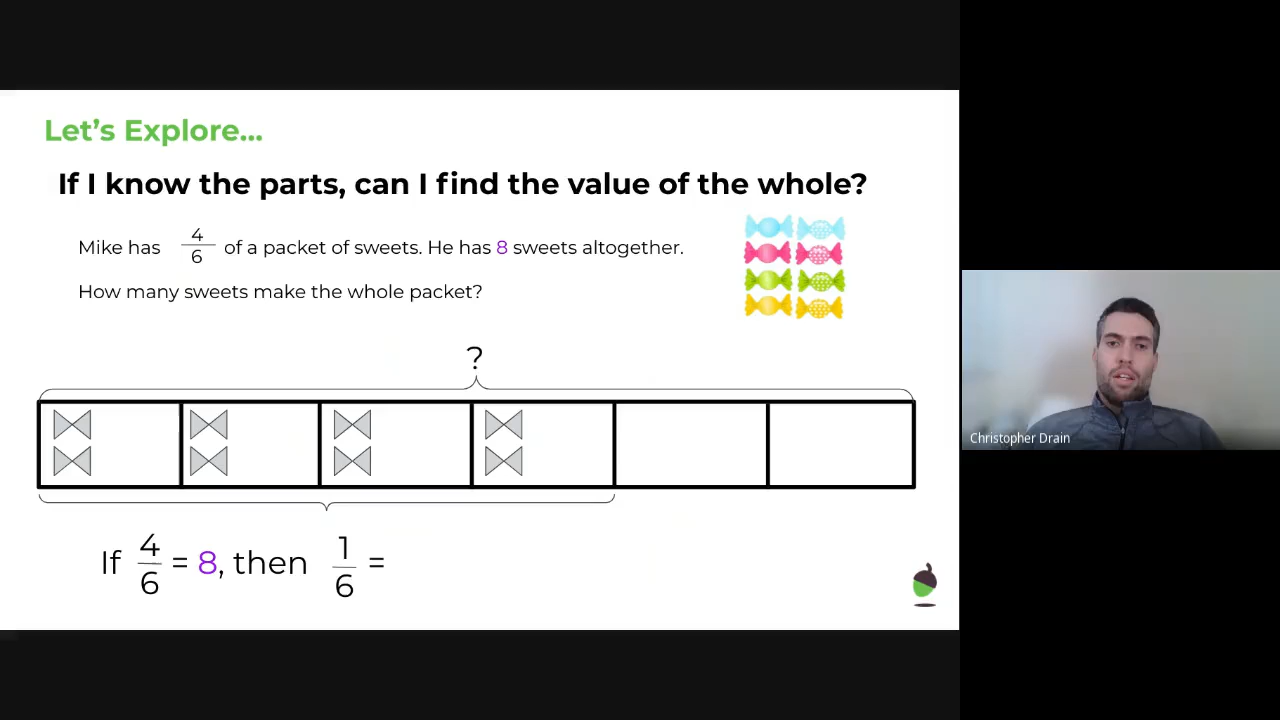 Let's Explore...
If I know the parts, can I find the value of the whole?
Mike has 4/6 of a packet of sweets. He has 8 sweets altogether.
How many sweets make the whole packet?
?
If 4/6 = 8, then 1/6 =
Christopher Drain